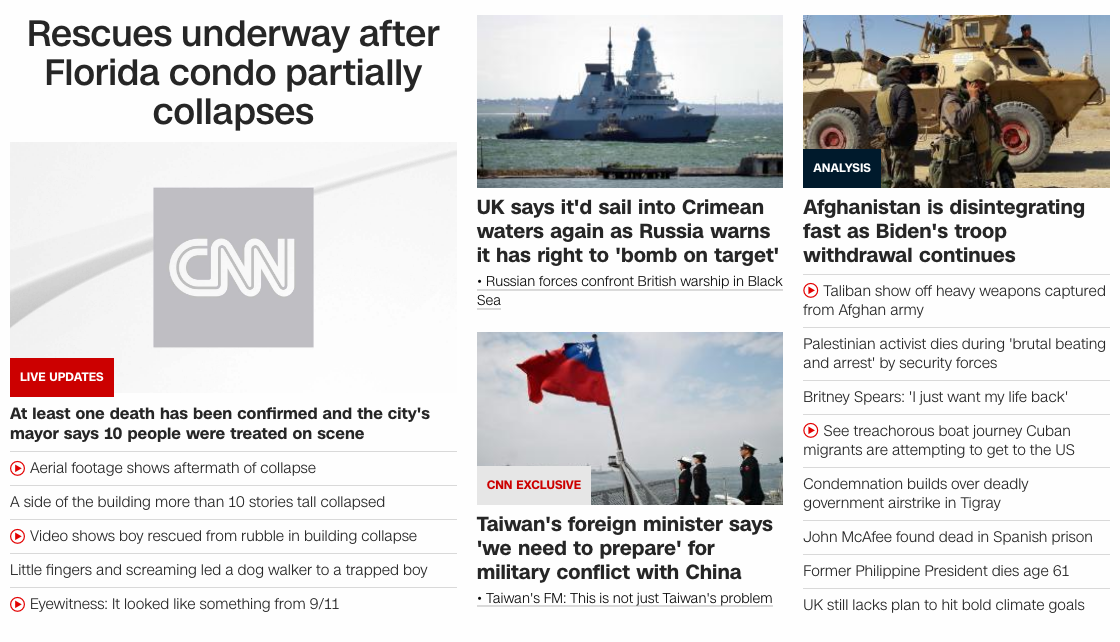 Rescues underway after
Florida condo partially
collapses
CNN
LIVE UPDATES
At least one death has been confirmed and the city's
mayor says 10 people were treated on scene
Aerial footage shows aftermath of collapse
A side of the building more than 10 stories tall collapsed
Video shows boy rescued from rubble in building collapse
Little fingers and screaming led a dog walker to a trapped boy
Eyewitness: It looked like something from 9/11
UK says it'd sail into Crimean
waters again as Russia warns
it has right to 'bomb on target'
• Russian forces confront British warship in Black
Sea
CNN EXCLUSIVE
Taiwan's foreign minister says
'we need to prepare' for
military conflict with China
• Taiwan's FM: This is not just Taiwan's problem
ANALYSIS
Afghanistan is disintegrating
fast as Biden's troop
withdrawal continues
Taliban show off heavy weapons captured
from Afghan army
Palestinian activist dies during 'brutal beating
and arrest' by security forces
Britney Spears: 'I just want my life back'
See treachorous boat journey Cuban
migrants are attempting to get to the US
Condemnation builds over deadly
government airstrike in Tigray
John McAfee found dead in Spanish prison
Former Philippine President dies age 61
UK still lacks plan to hit bold climate goals